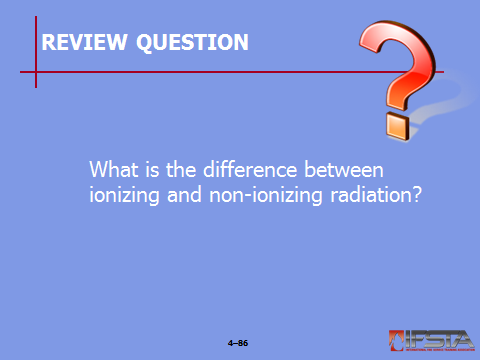 REVIEW QUESTION
What is the difference between
ionizing and non-ionizing radiation?
4–86
IFSTA